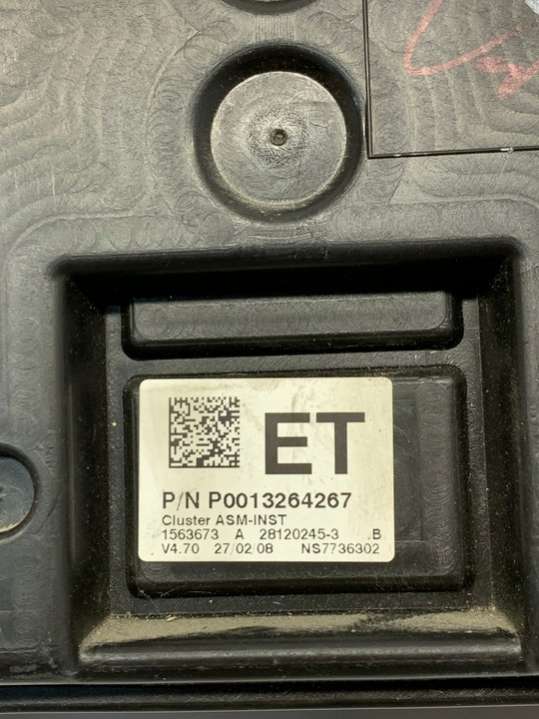 ET
P/N P0013264267
Cluster ASM-INST
1563673 A 28120245-3 .B
V4.70 27/02/08 NS7736302